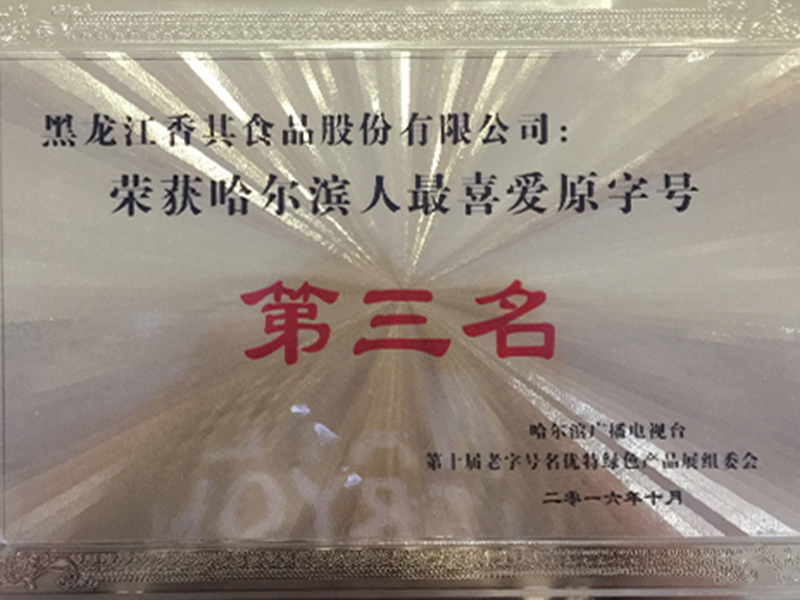 黑龙江香其食品股份有限公司：
荣获哈尔滨人最喜爱原字号
第三名
哈尔滨广播电视台
第十届老字号名优特绿色产品展组委会
二零一六年十月